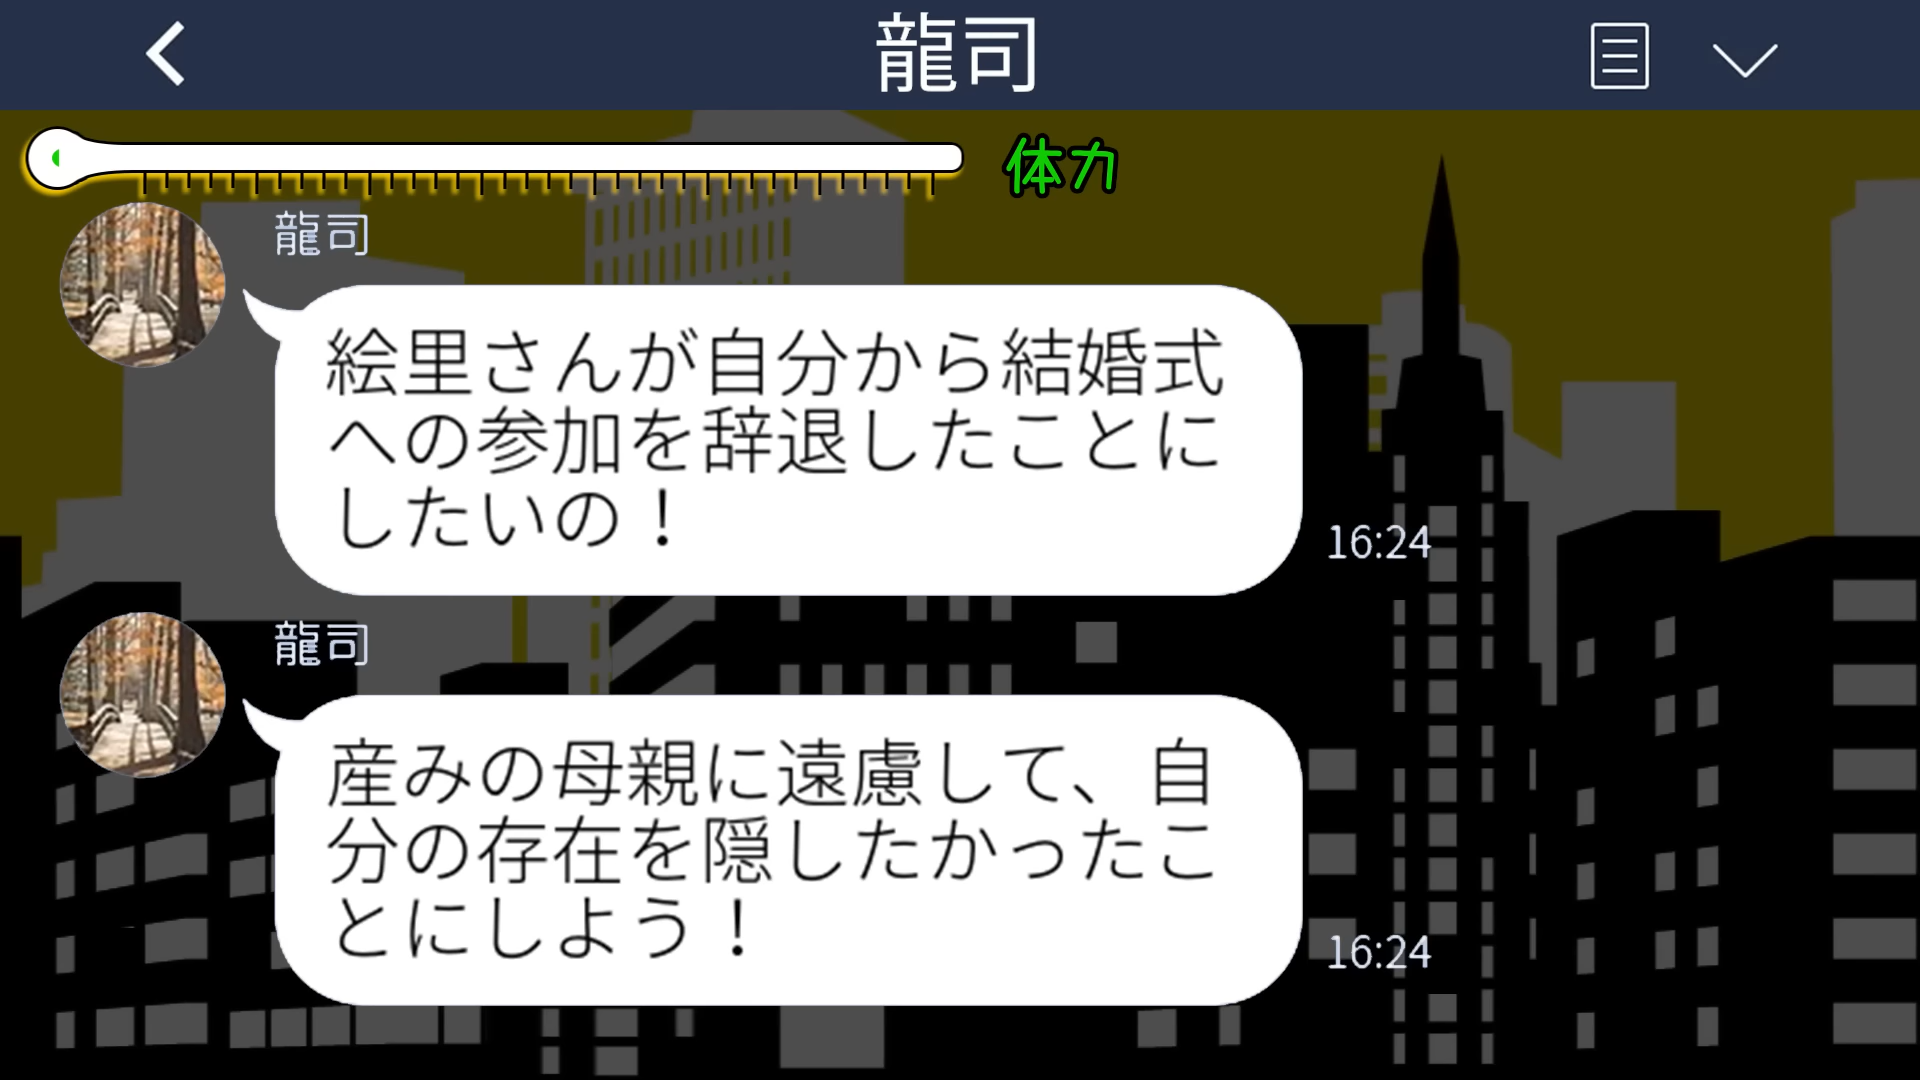 龍司
体力
龍司
絵里さんが自分から結婚式
への参加を辞退したことに
したいの！
16:24
龍司
産みの母親に遠慮して、自
分の存在を隠したかったこ
とにしよう！
16:24